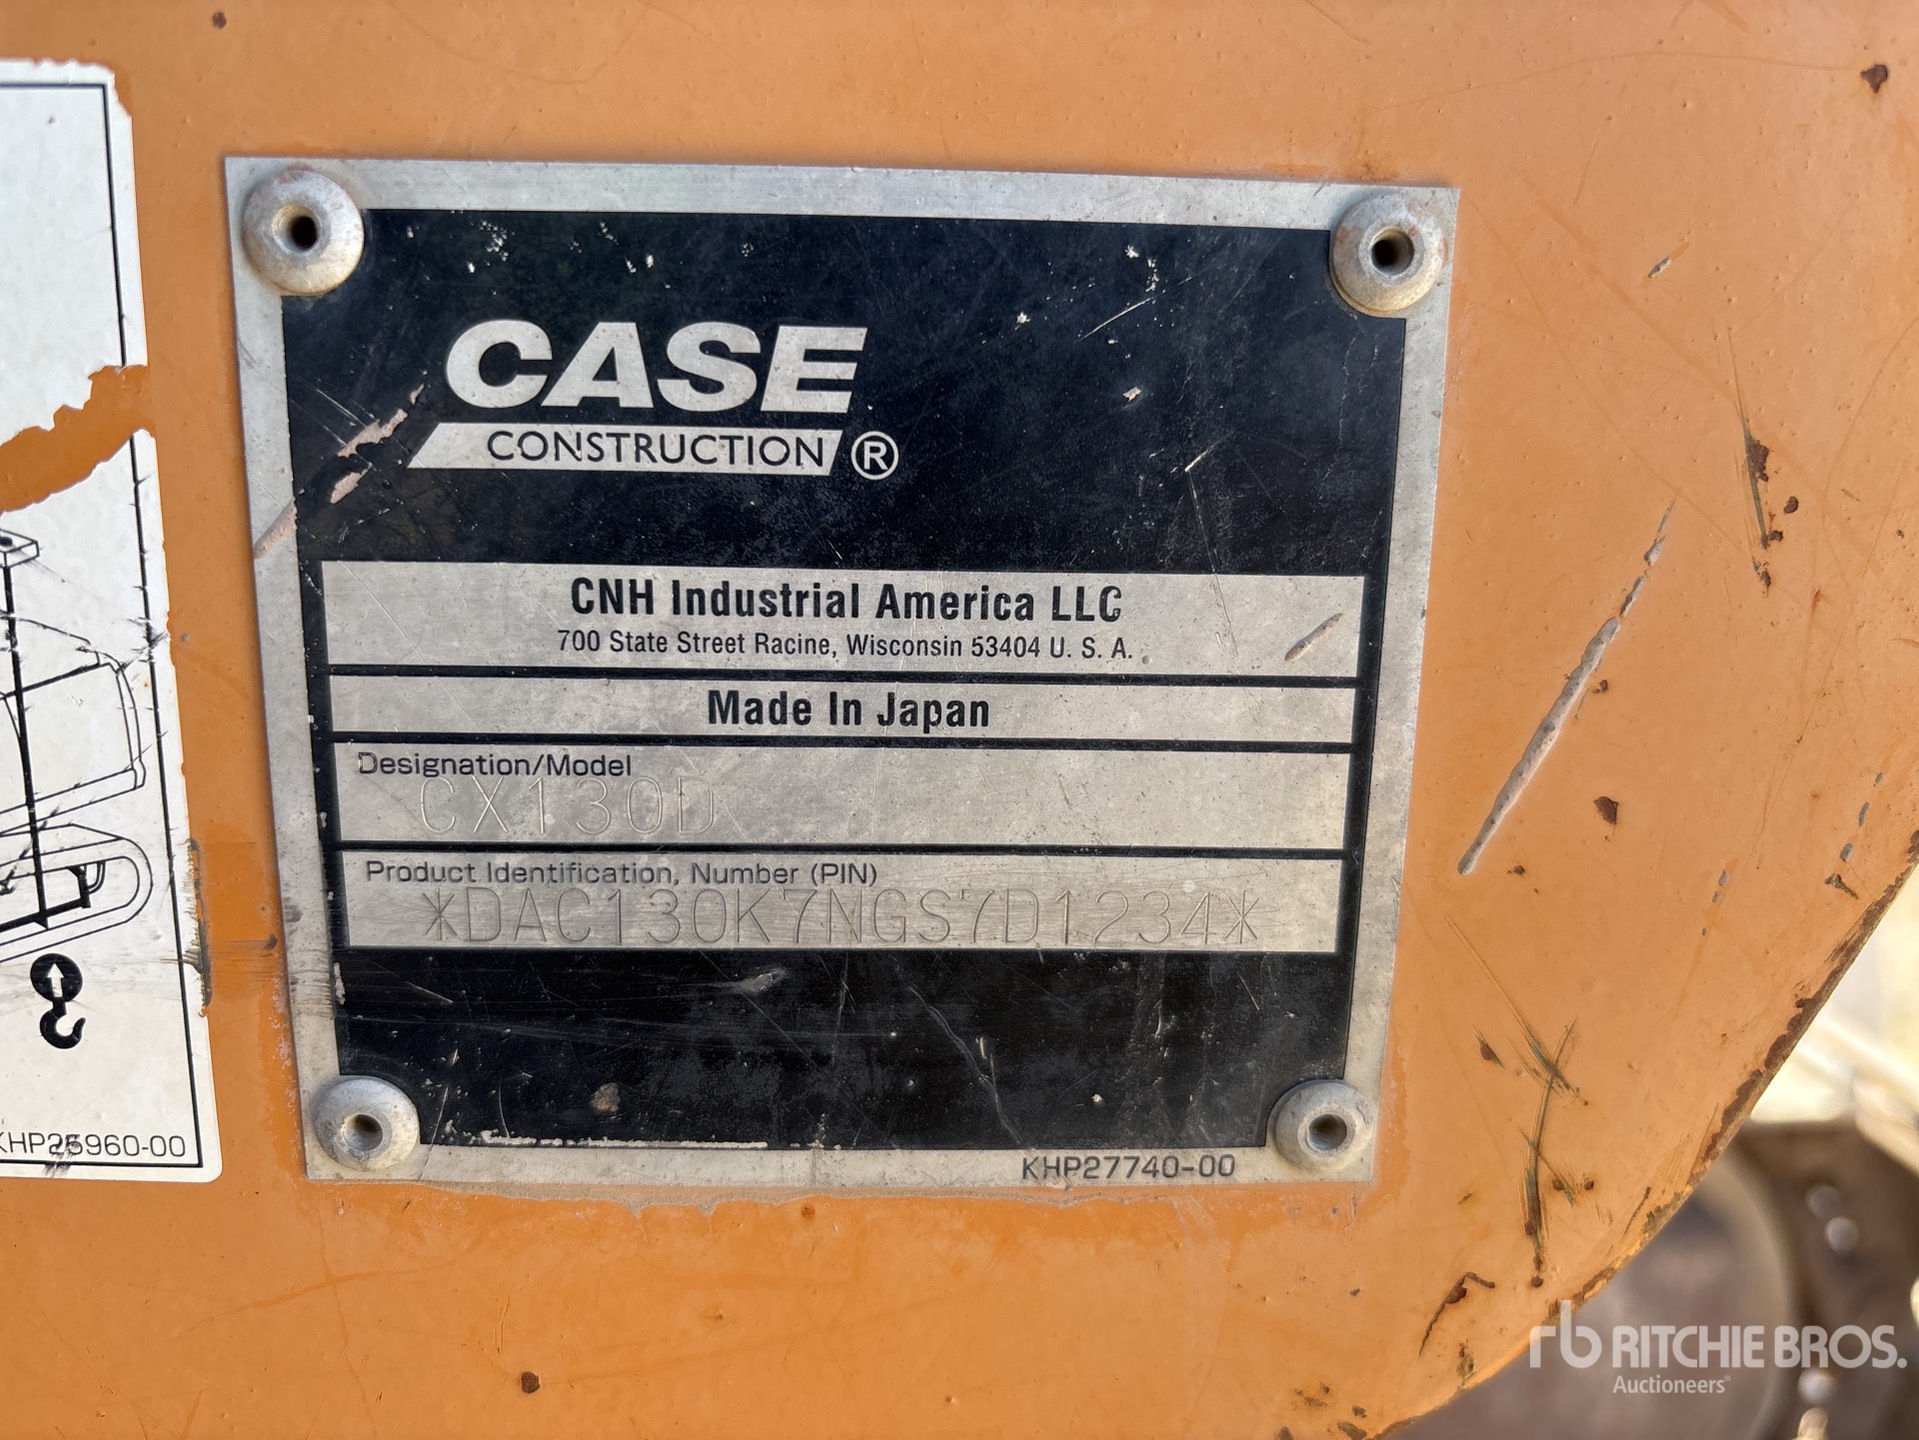 CASE
CONSTRUCTION ®
CNH Industrial America LLC
700 State Street Racine, Wisconsin 53404 U. S. A.
Made In Japan
Designation/Model
CX130D
Product Identification, Number (PIN)
*DAC130K7NGS7D1234*
KHP27740-00
KHP25960-00
rb RITCHIE BROS.
Auctioneers